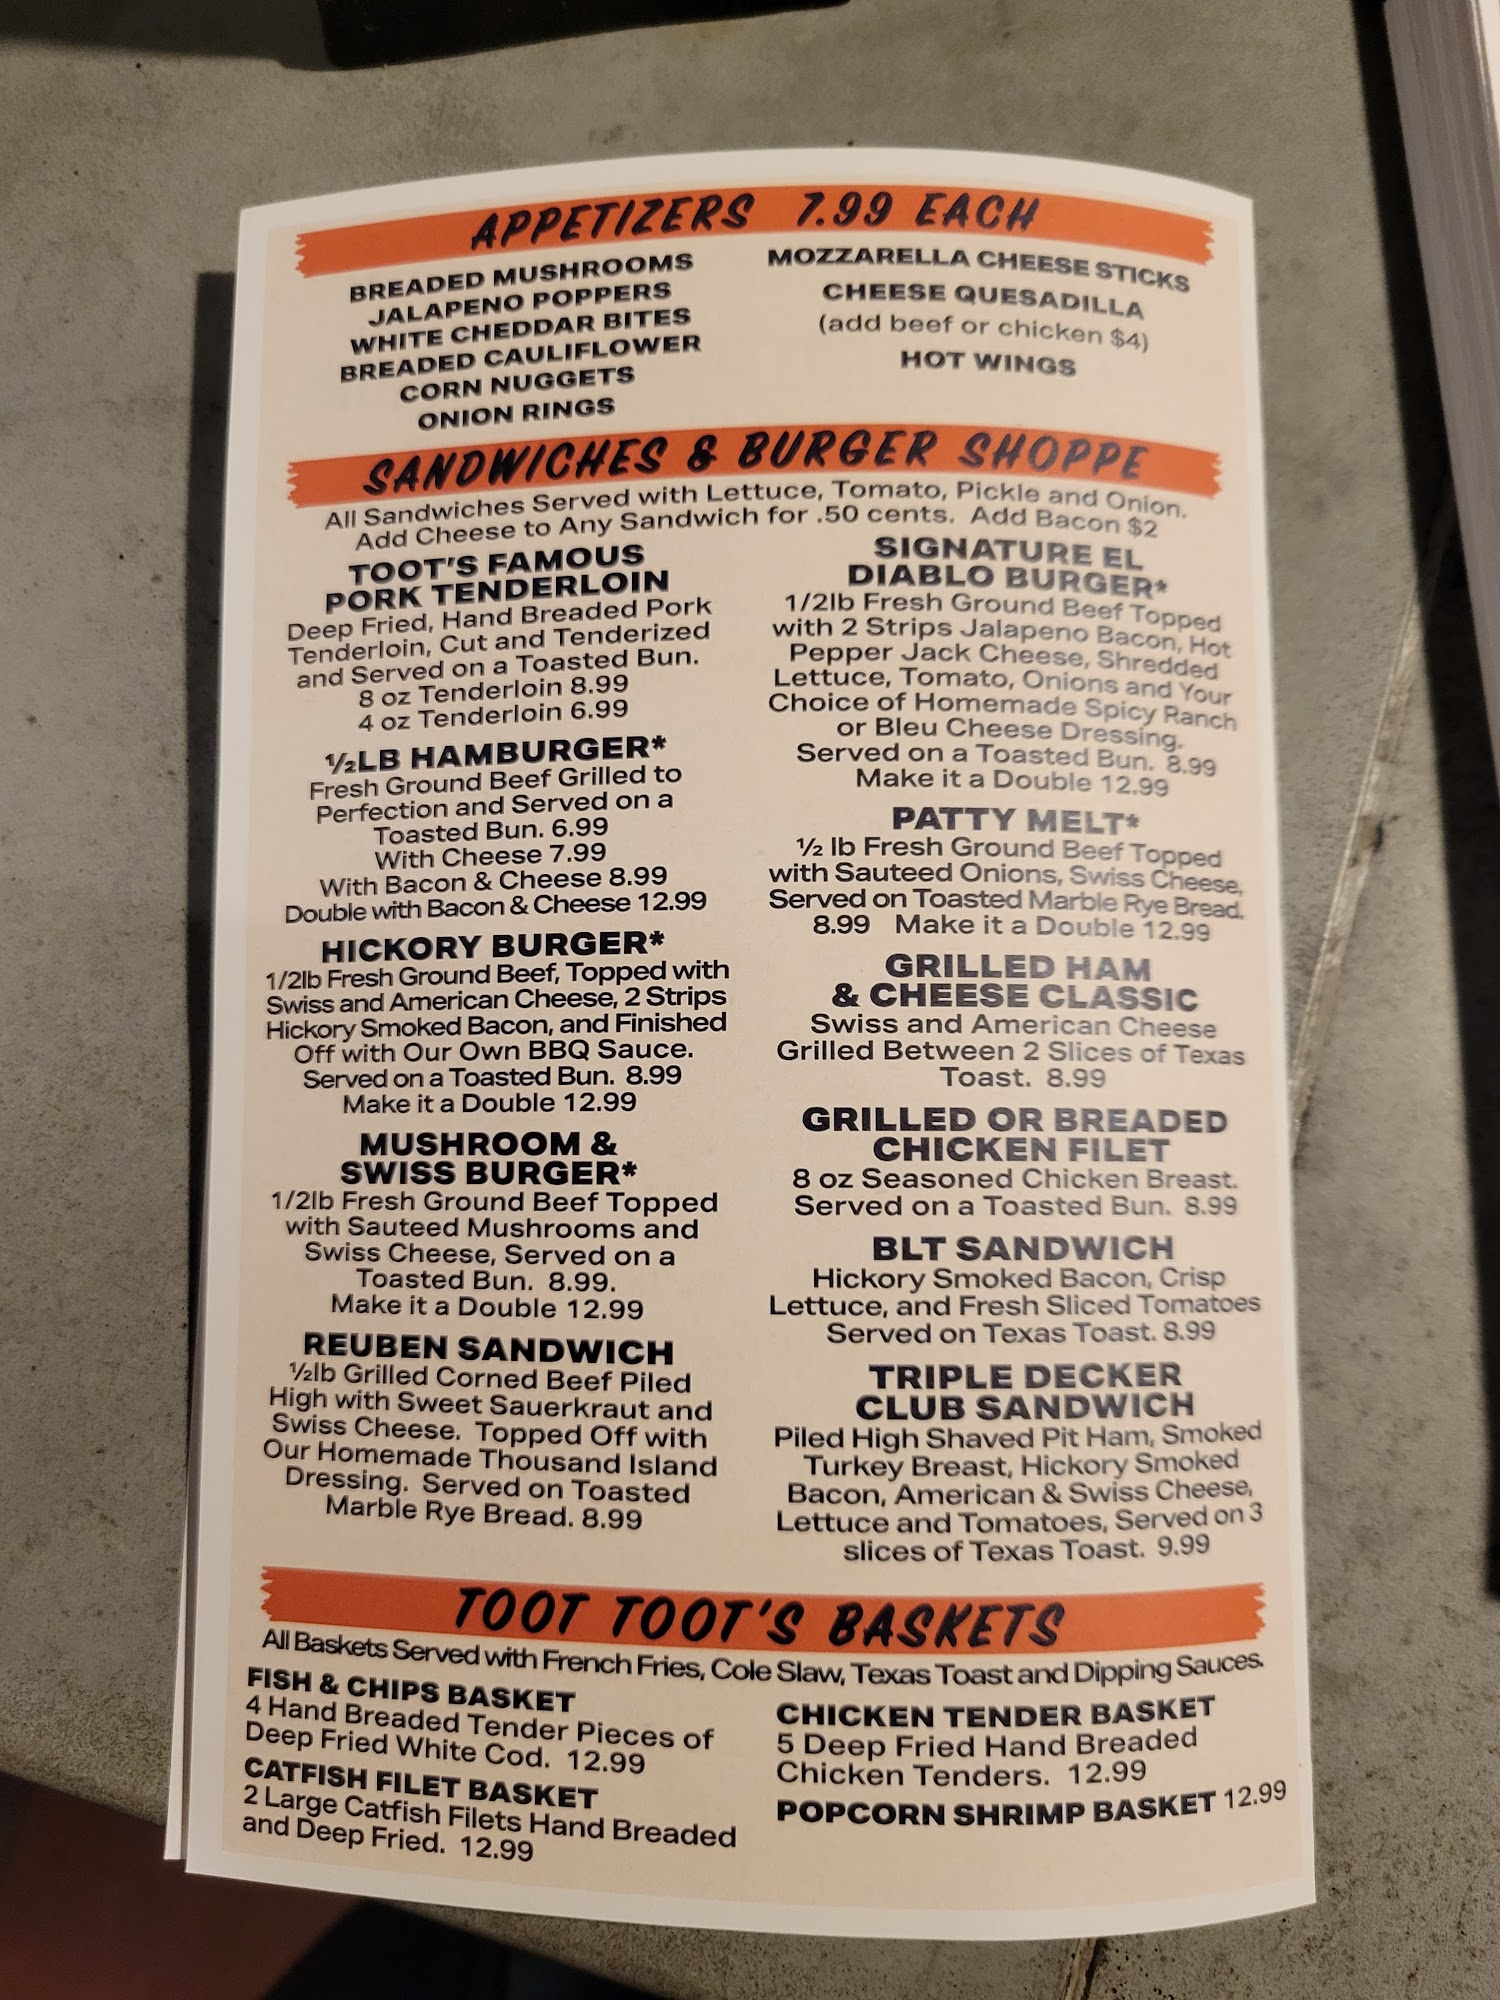 APPETIZERS 7.99 EACH
BREADED MUSHROOMS
JALAPENO POPPERS
WHITE CHEDDAR BITES
BREADED CAULIFLOWER
CORN NUGGETS
ONION RINGS
MOZZARELLA CHEESE STICKS
CHEESE QUESADILLA
(add beef or chicken $4)
HOT WINGS
SANDWICHES & BURGER SHOPPE
All Sandwiches Served with Lettuce, Tomato, Pickle and Onion.
Add Cheese to Any Sandwich for .50 cents. Add Bacon $2
TOOT'S FAMOUS
PORK TENDERLOIN
Deep Fried, Hand Breaded Pork
Tenderloin, Cut and Tenderized
and Served on a Toasted Bun.
8 oz Tenderloin 8.99
4 oz Tenderloin 6.99
½LB HAMBURGER*
Fresh Ground Beef Grilled to
Perfection and Served on a
Toasted Bun. 6.99
With Cheese 7.99
With Bacon & Cheese 8.99
Double with Bacon & Cheese 12.99
HICKORY BURGER*
1/2lb Fresh Ground Beef, Topped with
Swiss and American Cheese, 2 Strips
Hickory Smoked Bacon, and Finished
Off with Our Own BBQ Sauce.
Served on a Toasted Bun. 8.99
Make it a Double 12.99
MUSHROOM &
SWISS BURGER*
1/2lb Fresh Ground Beef Topped
with Sauteed Mushrooms and
Swiss Cheese, Served on a
Toasted Bun. 8.99.
Make it a Double 12.99
REUBEN SANDWICH
½lb Grilled Corned Beef Piled
High with Sweet Sauerkraut and
Swiss Cheese. Topped Off with
Our Homemade Thousand Island
Dressing. Served on Toasted
Marble Rye Bread. 8.99
SIGNATURE EL
DIABLO BURGER*
1/2lb Fresh Ground Beef Topped
with 2 Strips Jalapeno Bacon, Hot
Pepper Jack Cheese, Shredded
Lettuce, Tomato, Onions and Your
Choice of Homemade Spicy Ranch
or Bleu Cheese Dressing.
Served on a Toasted Bun. 8.99
Make it a Double 12.99
PATTY MELT*
½ lb Fresh Ground Beef Topped
with Sauteed Onions, Swiss Cheese,
Served on Toasted Marble Rye Bread.
8.99 Make it a Double 12.99
GRILLED HAM
& CHEESE CLASSIC
Swiss and American Cheese
Grilled Between 2 Slices of Texas
Toast. 8.99
GRILLED OR BREADED
CHICKEN FILET
8 oz Seasoned Chicken Breast.
Served on a Toasted Bun. 8.99
BLT SANDWICH
Hickory Smoked Bacon, Crisp
Lettuce, and Fresh Sliced Tomatoes
Served on Texas Toast. 8.99
TRIPLE DECKER
CLUB SANDWICH
Piled High Shaved Pit Ham, Smoked
Turkey Breast, Hickory Smoked
Bacon, American & Swiss Cheese,
Lettuce and Tomatoes, Served on 3
slices of Texas Toast. 9.99
TOOT TOOT'S BASKETS
All Baskets Served with French Fries, Cole Slaw, Texas Toast and Dipping Sauces.
FISH & CHIPS BASKET
4 Hand Breaded Tender Pieces of
Deep Fried White Cod. 12.99
CATFISH FILET BASKET
2 Large Catfish Filets Hand Breaded
and Deep Fried. 12.99
CHICKEN TENDER BASKET
5 Deep Fried Hand Breaded
Chicken Tenders. 12.99
POPCORN SHRIMP BASKET 12.99